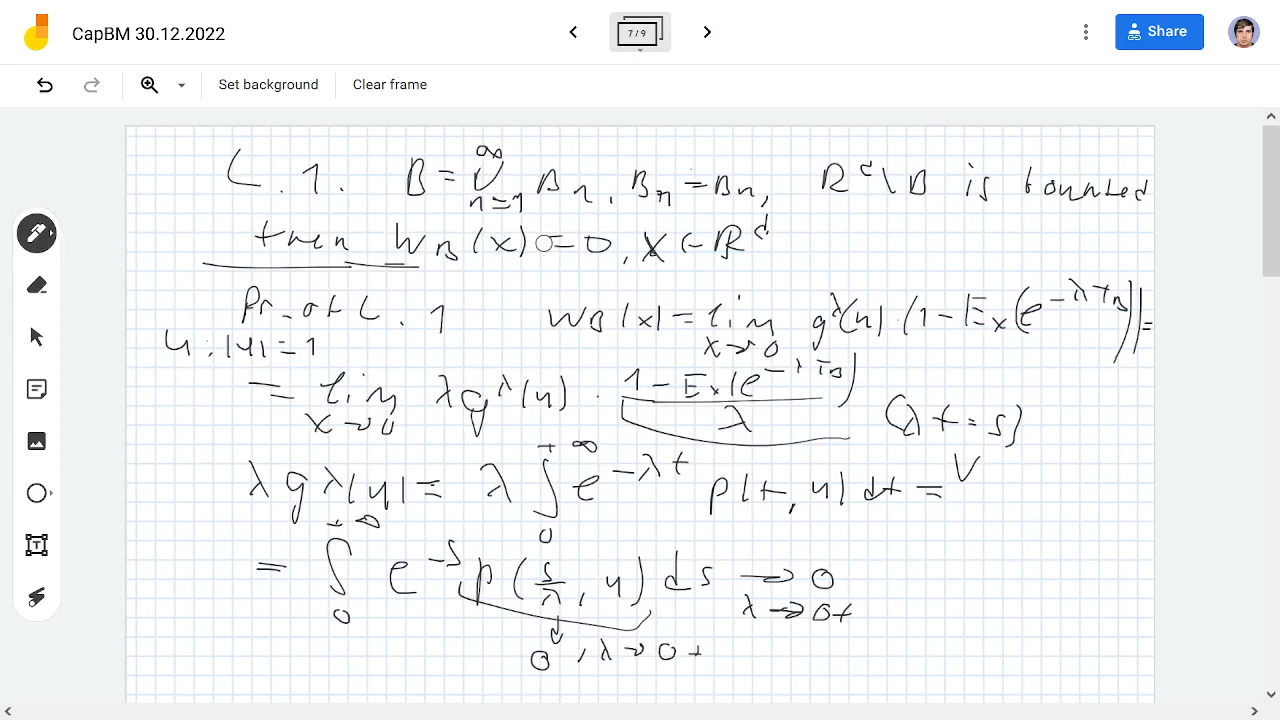 CapBM 30.12.2022
7 / 9
Share
Set background
Clear frame
L. 1. B = ∪_{n=1}^{∞} B_n, B_n = B_n, R^d \ B is bounded
then W_B(x) = 0, x ∈ R^d
Pr-of L. 1 W_B(x) = lim_{x→0} g^λ(y) · (1 - E_x(e^{-λT_B})) =
y: |y| = 1
= lim_{x→0} λg^λ(y) · (1 - E_x(e^{-λT_B}))/λ (λt = s)
λg^λ(y) = λ ∫_0^{+∞} e^{-λt} p(t, y) dt =
= ∫_0^{+∞} e^{-s} p(s/λ, y) ds → 0
λ → 0+
0, λ → 0+